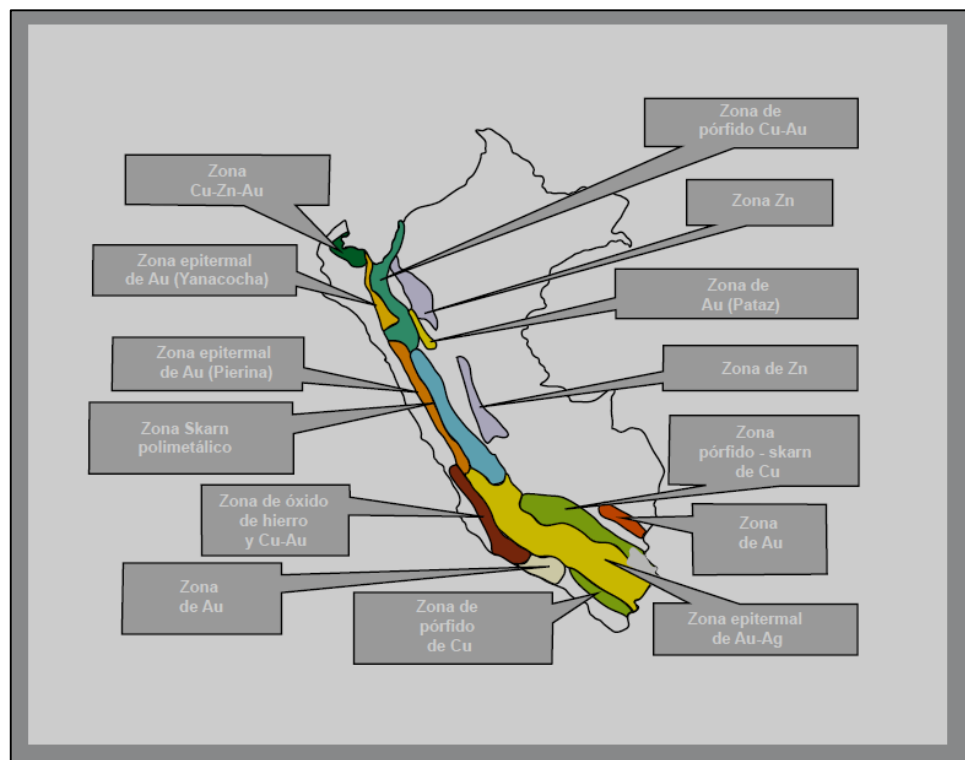 Zona de
pórfido Cu-Au
Zona
Cu-Zn-Au
Zona Zn
Zona epitermal
de Au (Yanacocha)
Zona de
Au (Pataz)
Zona epitermal
de Au (Pierina)
Zona de Zn
Zona Skarn
polimetálico
Zona
pórfido - skarn
de Cu
Zona de óxido
de hierro
y Cu-Au
Zona
de Au
Zona
de Au
Zona de
pórfido
de Cu
Zona epitermal
de Au-Ag